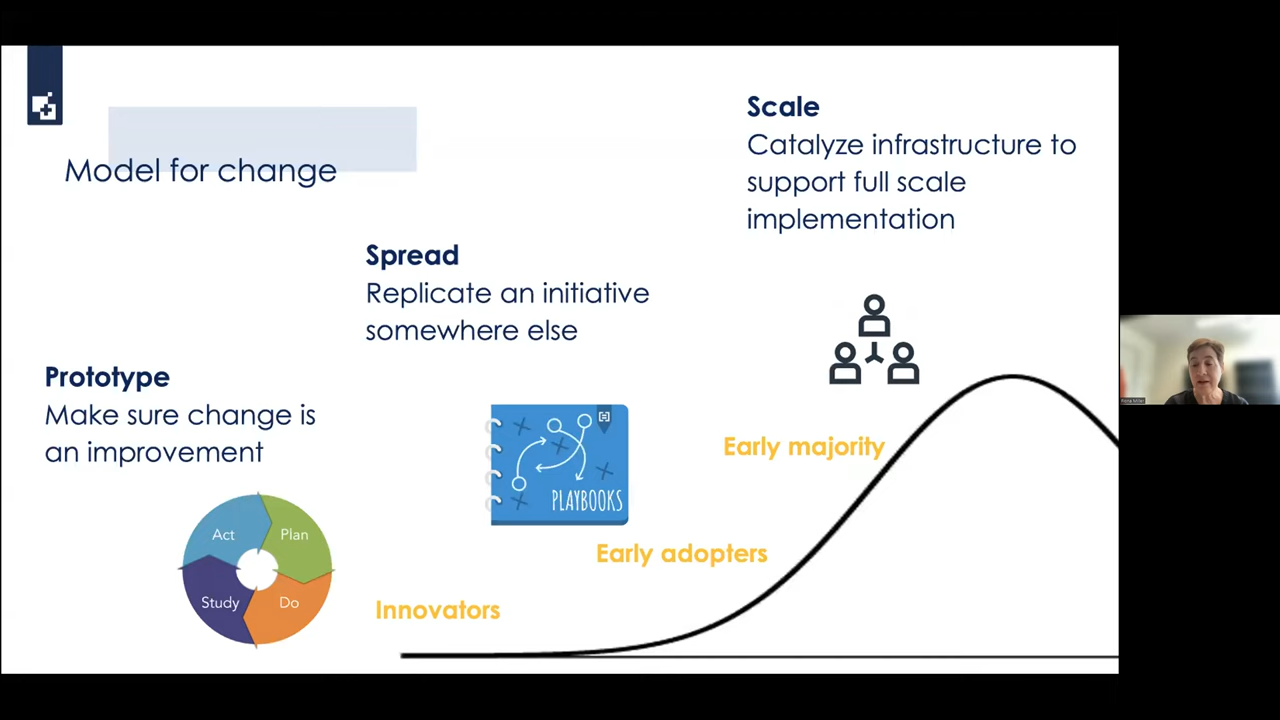 Model for change
Scale
Catalyze infrastructure to
support full scale
implementation
Spread
Replicate an initiative
somewhere else
Prototype
Make sure change is
an improvement
Act
Plan
Study
Do
PLAYBOOKS
Early majority
Early adopters
Innovators